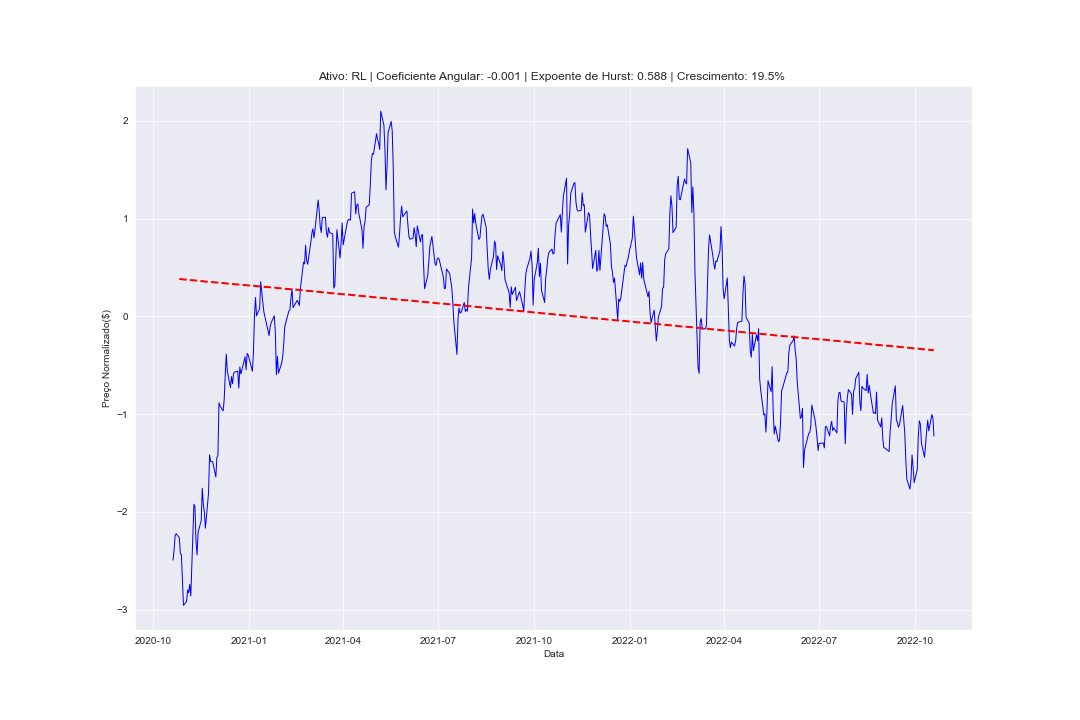 Ativo: RL | Coeficiente Angular: -0.001 | Expoente de Hurst: 0.588 | Crescimento: 19.5%
Preço Normalizado($)
2
1
0
−1
−2
−3
2020-10 2021-01 2021-04 2021-07 2021-10 2022-01 2022-04 2022-07 2022-10
Data